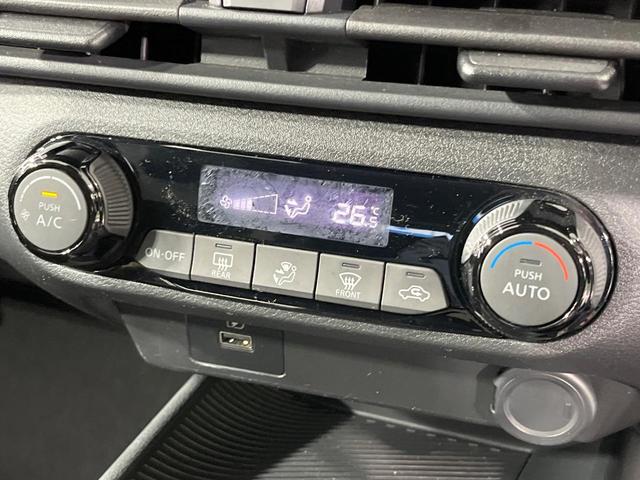 PUSH
A/C
ON·OFF
REAR
FRONT
26.5°C
PUSH
AUTO